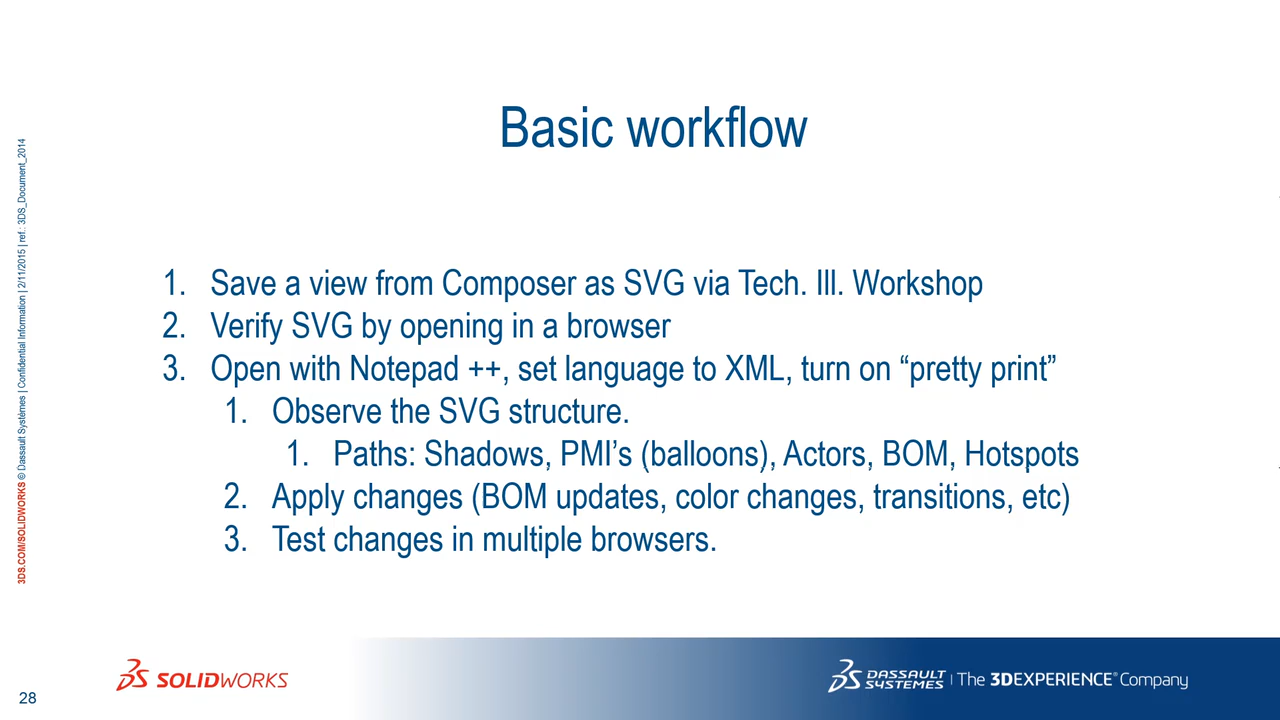 Basic workflow
1. Save a view from Composer as SVG via Tech. Ill. Workshop
2. Verify SVG by opening in a browser
3. Open with Notepad ++, set language to XML, turn on “pretty print”
1. Observe the SVG structure.
1. Paths: Shadows, PMI’s (balloons), Actors, BOM, Hotspots
2. Apply changes (BOM updates, color changes, transitions, etc)
3. Test changes in multiple browsers.
3DS.COM/SOLIDWORKS © Dassault Systèmes | Confidential Information | 2/11/2015 | ref.: 3DS_Document_2014
28
3DS SOLIDWORKS
3DS DASSAULT SYSTEMES | The 3DEXPERIENCE® Company